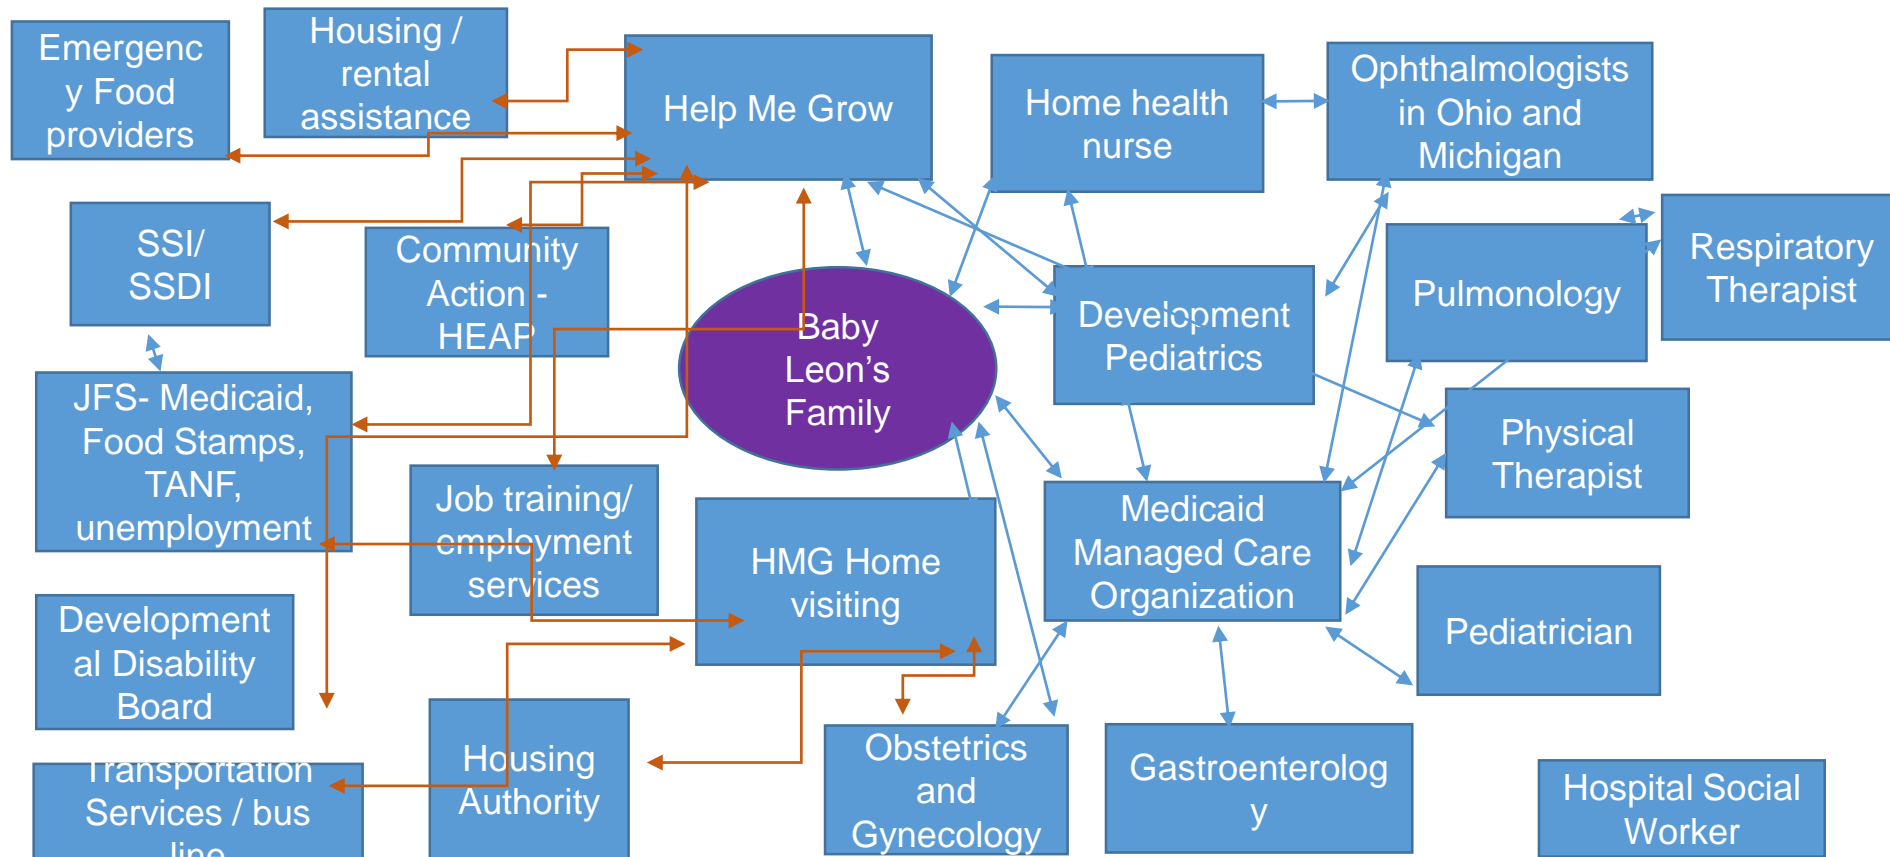 Emergenc
y Food
providers
Housing /
rental
assistance
Help Me Grow
Home health
nurse
Ophthalmologists
in Ohio and
Michigan
SSI/
SSDI
Community
Action -
HEAP
Baby
Leon’s
Family
Development
Pediatrics
Pulmonology
Respiratory
Therapist
JFS- Medicaid,
Food Stamps,
TANF,
unemployment
Job training/
employment
services
HMG Home
visiting
Medicaid
Managed Care
Organization
Physical
Therapist
Pediatrician
Development
al Disability
Board
Transportation
Services / bus
line
Housing
Authority
Obstetrics
and
Gynecology
Gastroenterolog
y
Hospital Social
Worker